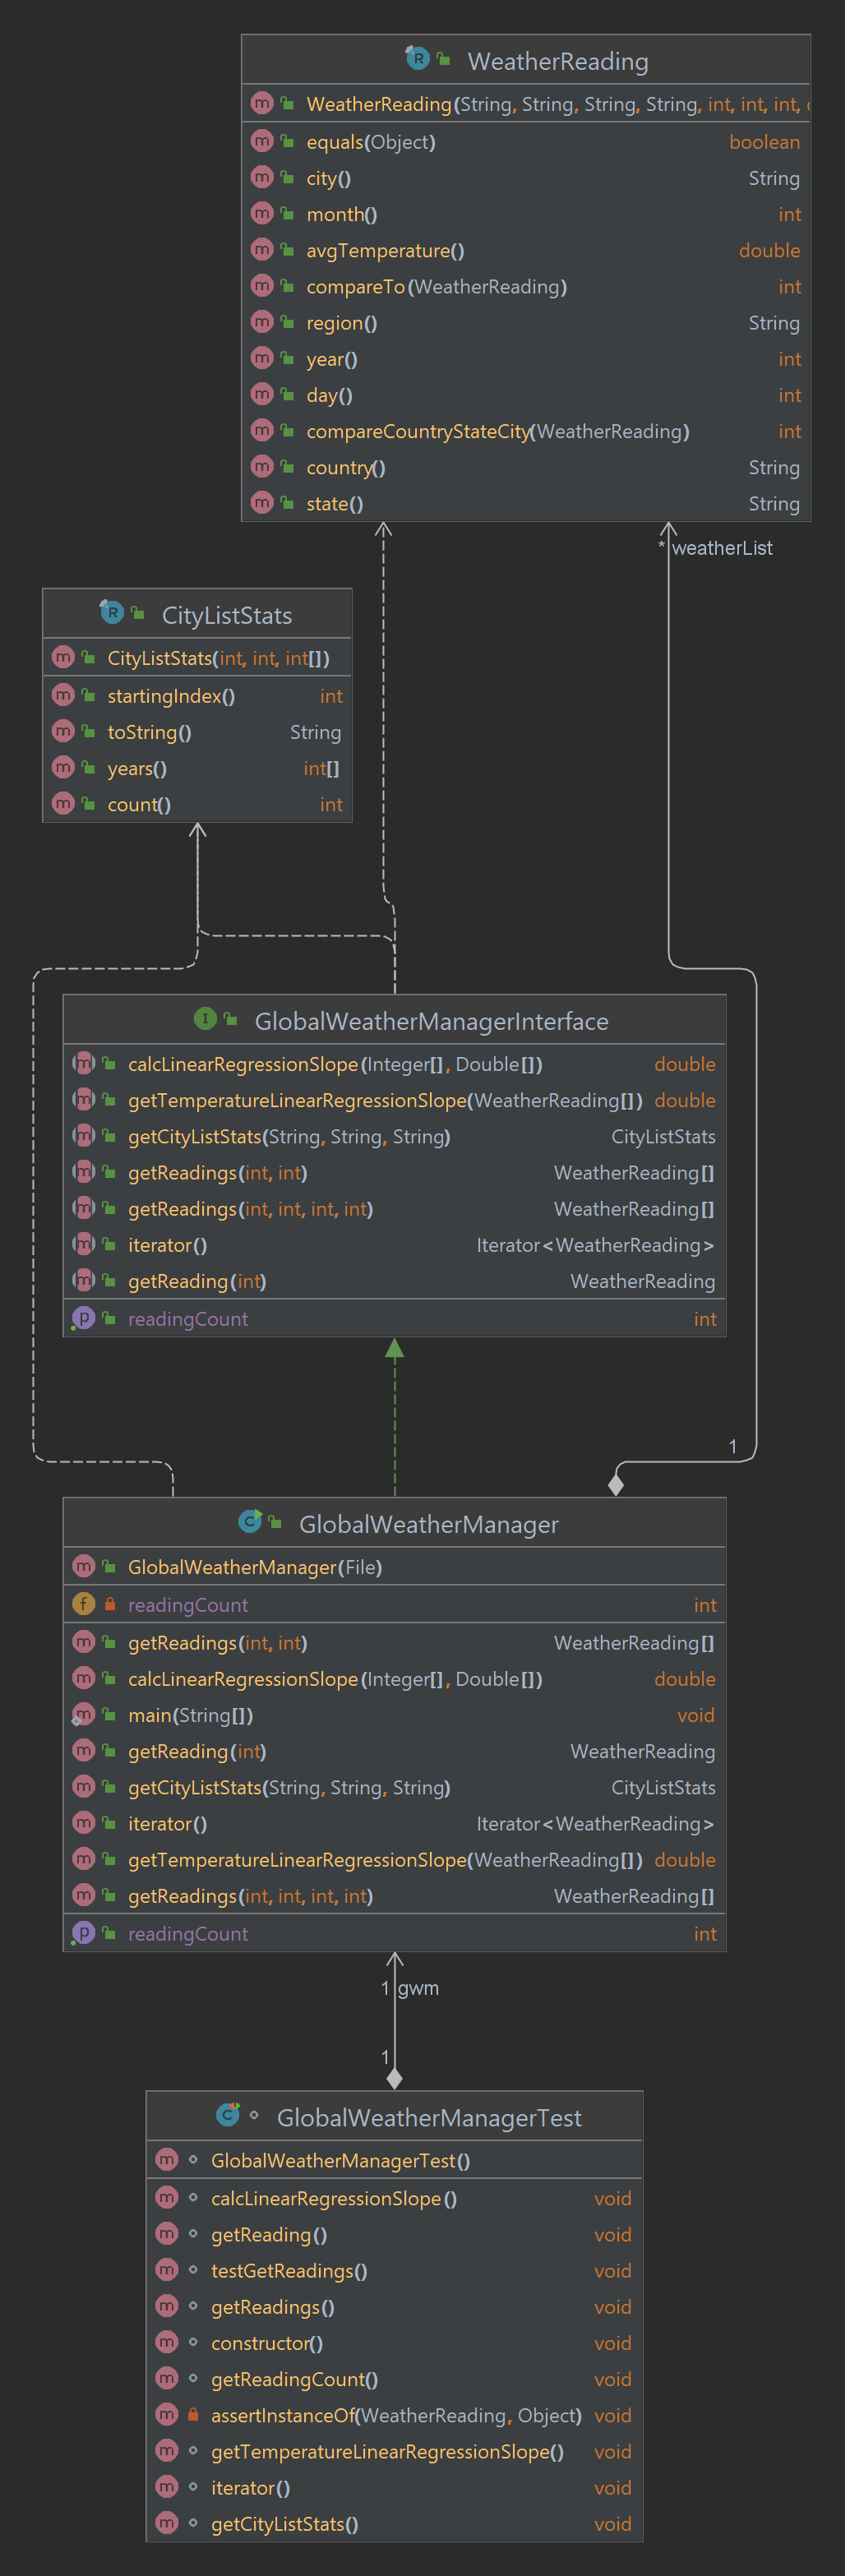 WeatherReading
WeatherReading(String, String, String, String, int, int, int,
equals(Object) boolean
city() String
month() int
avgTemperature() double
compareTo(WeatherReading) int
region() String
year() int
day() int
compareCountryStateCity(WeatherReading) int
country() String
state() String
* weatherList
CityListStats
CityListStats(int, int, int[])
startingIndex() int
toString() String
years() int[]
count() int
GlobalWeatherManagerInterface
calcLinearRegressionSlope(Integer[], Double[]) double
getTemperatureLinearRegressionSlope(WeatherReading[]) double
getCityListStats(String, String, String) CityListStats
getReadings(int, int) WeatherReading[]
getReadings(int, int, int, int) WeatherReading[]
iterator() Iterator<WeatherReading>
getReading(int) WeatherReading
readingCount int
1
GlobalWeatherManager
GlobalWeatherManager(File)
readingCount int
getReadings(int, int) WeatherReading[]
calcLinearRegressionSlope(Integer[], Double[]) double
main(String[]) void
getReading(int) WeatherReading
getCityListStats(String, String, String) CityListStats
iterator() Iterator<WeatherReading>
getTemperatureLinearRegressionSlope(WeatherReading[]) double
getReadings(int, int, int, int) WeatherReading[]
readingCount int
1 gwm
1
GlobalWeatherManagerTest
GlobalWeatherManagerTest()
calcLinearRegressionSlope() void
getReading() void
testGetReadings() void
getReadings() void
constructor() void
getReadingCount() void
assertInstanceOf(WeatherReading, Object) void
getTemperatureLinearRegressionSlope() void
iterator() void
getCityListStats() void